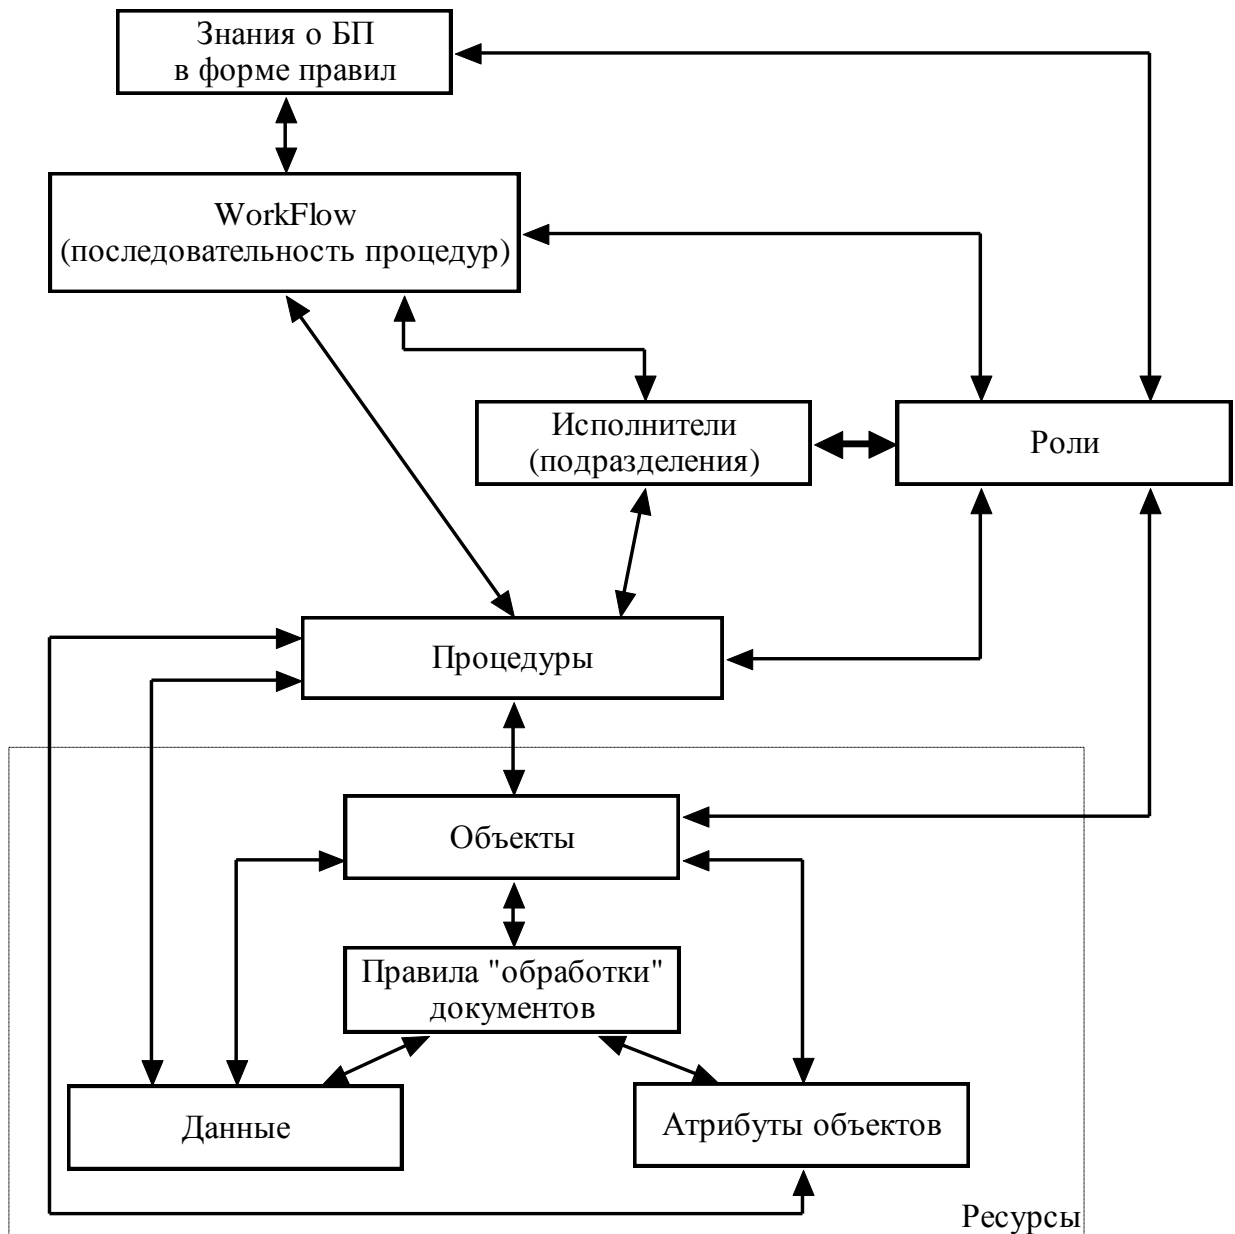 Знания о БП
в форме правил
WorkFlow
(последовательность процедур)
Исполнители
(подразделения)
Роли
Процедуры
Объекты
Правила "обработки"
документов
Данные
Атрибуты объектов
Ресурсы